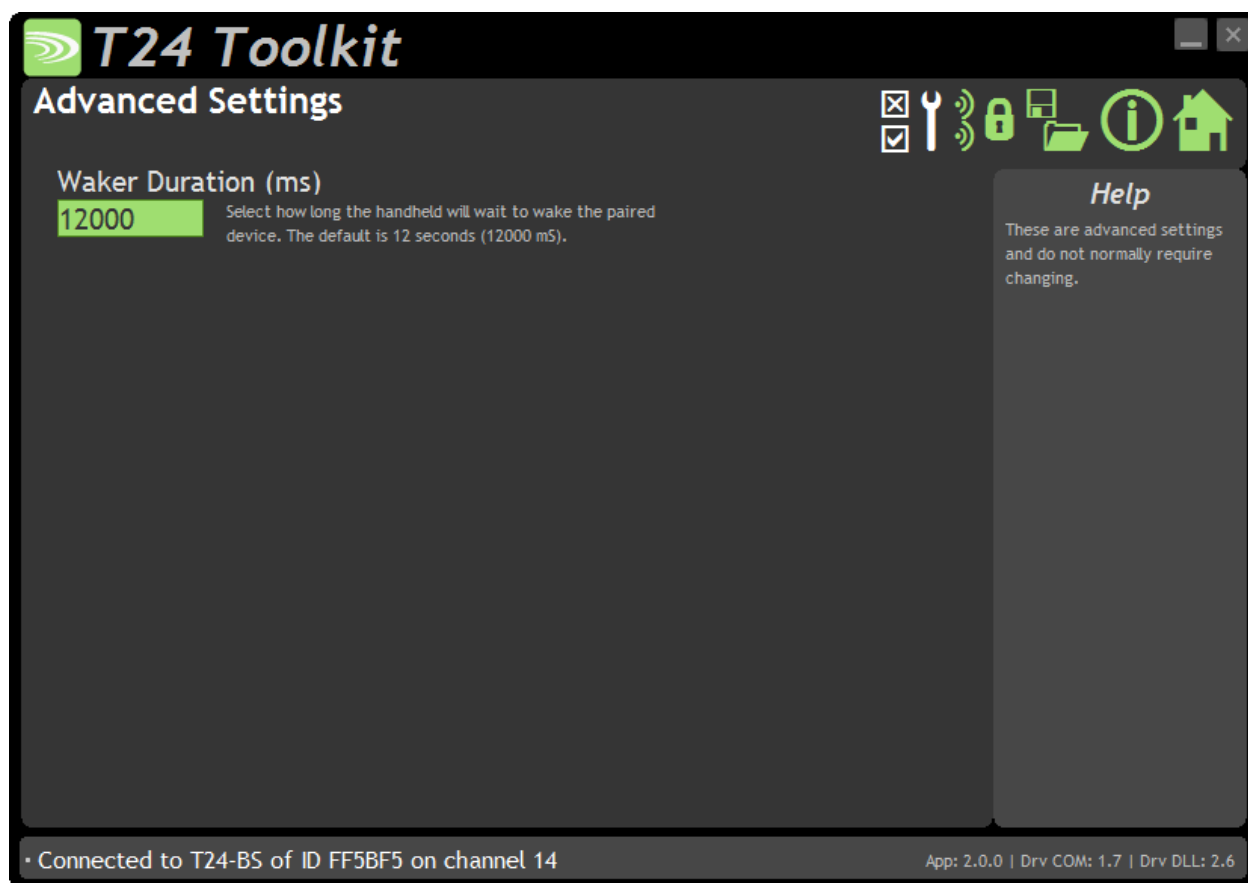 T24 Toolkit
Advanced Settings
Waker Duration (ms)
12000
Select how long the handheld will wait to wake the paired
device. The default is 12 seconds (12000 mS).
Help
These are advanced settings
and do not normally require
changing.
Connected to T24-BS of ID FF5BF5 on channel 14
App: 2.0.0 | Drv COM: 1.7 | Drv DLL: 2.6